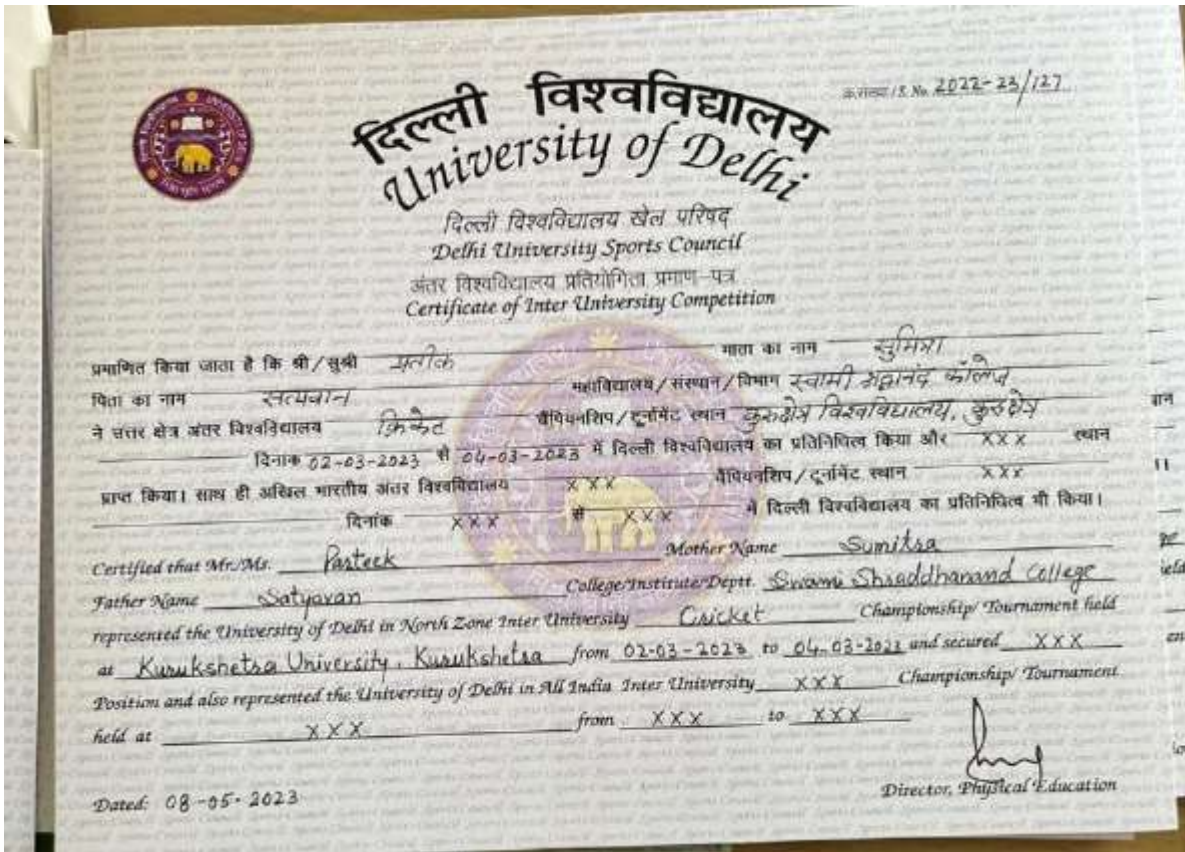 क्र.संख्या / S. No. 2022-23/127
दिल्ली विश्वविद्यालय
University of Delhi
दिल्ली विश्वविद्यालय खेल परिषद्
Delhi University Sports Council
अंतर विश्वविद्यालय प्रतियोगिता प्रमाण-पत्र
Certificate of Inter University Competition
प्रमाणित किया जाता है कि श्री/सुश्री प्रतीक माता का नाम सुमित्रा
पिता का नाम सत्यवान महाविद्यालय/संस्थान/विभाग स्वामी श्रद्धानंद कॉलेज
ने उत्तर क्षेत्र अंतर विश्वविद्यालय क्रिकेट चैंपियनशिप/टूर्नामेंट स्थान कुरुक्षेत्र विश्वविद्यालय, कुरुक्षेत्र
दिनांक 02-03-2023 से 04-03-2023 में दिल्ली विश्वविद्यालय का प्रतिनिधित्व किया और XXX स्थान
प्राप्त किया। साथ ही अखिल भारतीय अंतर विश्वविद्यालय XXX चैंपियनशिप/टूर्नामेंट स्थान XXX
दिनांक XXX से XXX में दिल्ली विश्वविद्यालय का प्रतिनिधित्व भी किया।
Certified that Mr./Ms. Parteek Mother Name Sumitra
Father Name Satyavan College/Institute/Deptt. Swami Shraddhanand College
represented the University of Delhi in North Zone Inter University Cricket Championship/ Tournament held
at Kurukshetra University, Kurukshetra from 02-03-2023 to 04-03-2023 and secured XXX
Position and also represented the University of Delhi in All India Inter University XXX Championship/ Tournament
held at XXX from XXX to XXX
Dated: 08-05-2023
Director, Physical Education